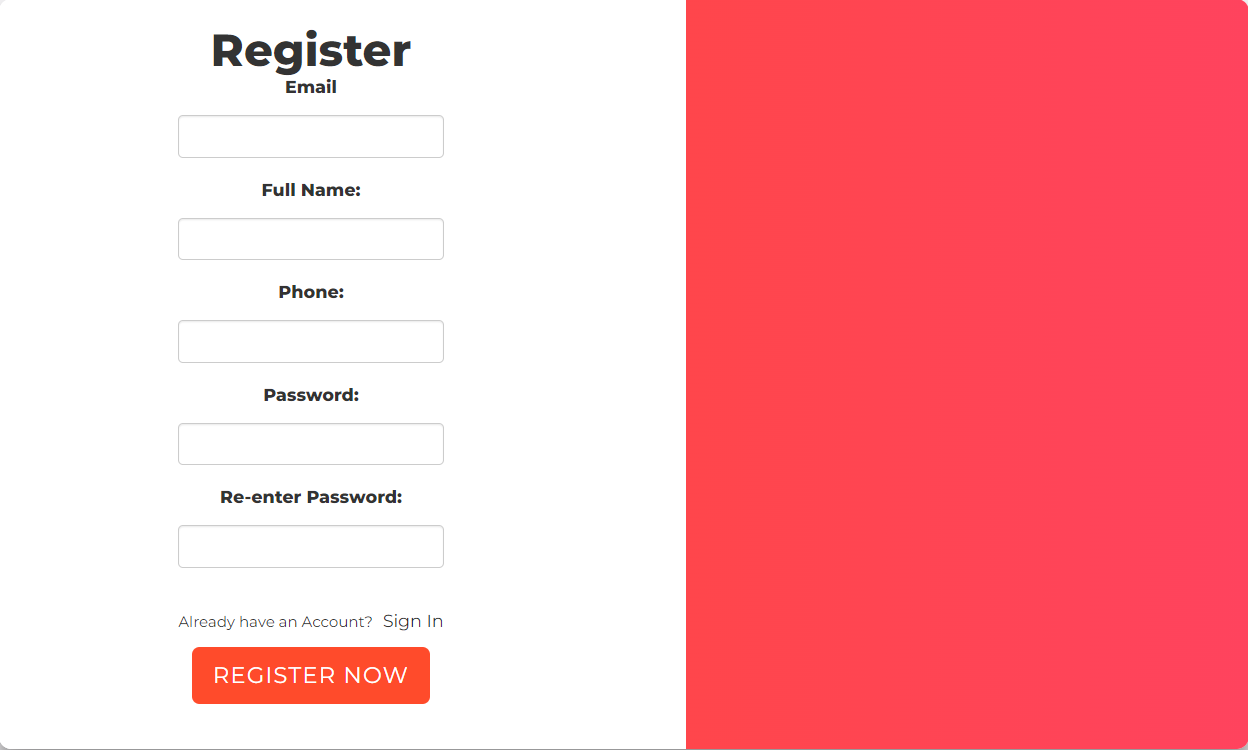 Register
Email
Full Name:
Phone:
Password:
Re-enter Password:
Already have an Account? Sign In
REGISTER NOW